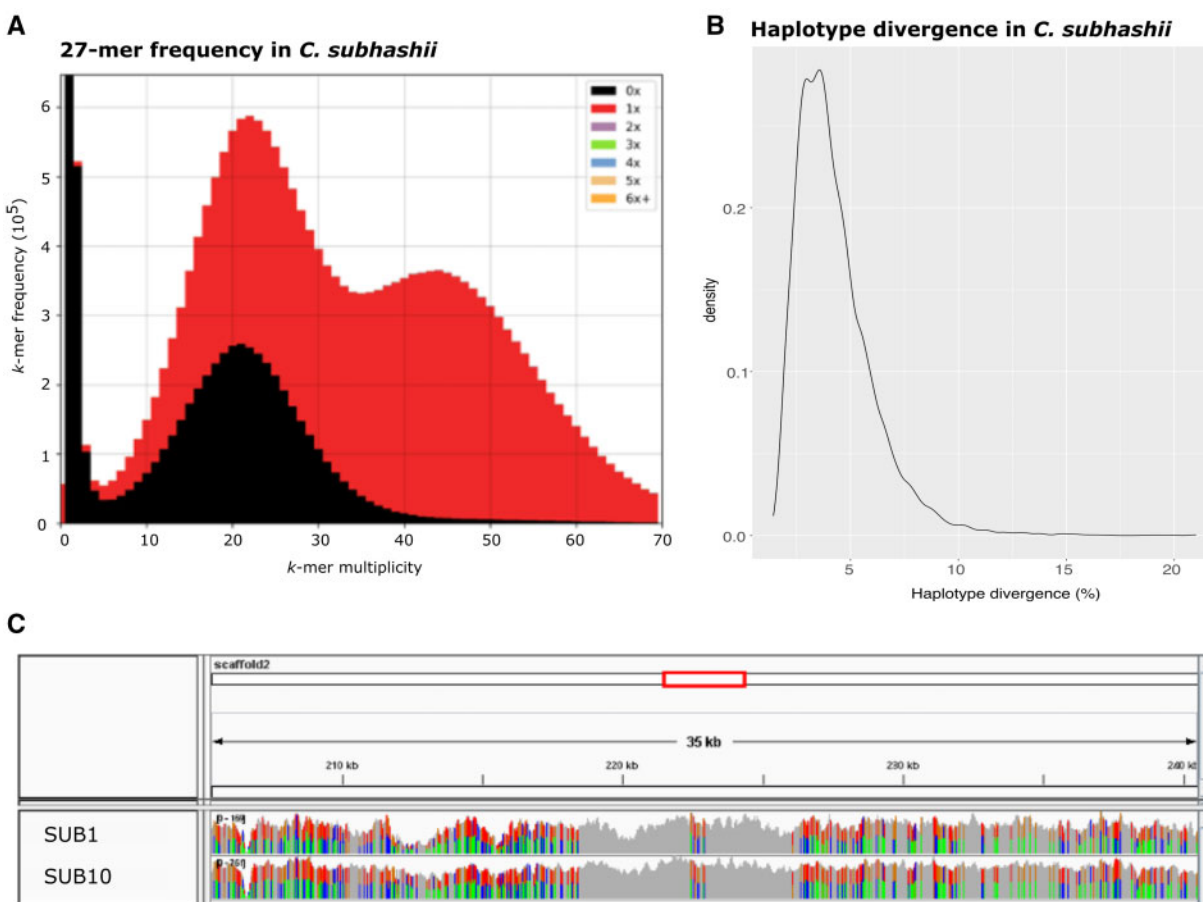 A
27-mer frequency in C. subhashii
6
5
4
3
2
1
0
k-mer frequency (10⁵)
0x
1x
2x
3x
4x
5x
6x+
0 10 20 30 40 50 60 70
k-mer multiplicity
B
Haplotype divergence in C. subhashii
0.2
0.1
0.0
density
5 10 15 20
Haplotype divergence (%)
C
scaffold2
35 kb
210 kb 220 kb 230 kb 240 kb
SUB1
SUB10